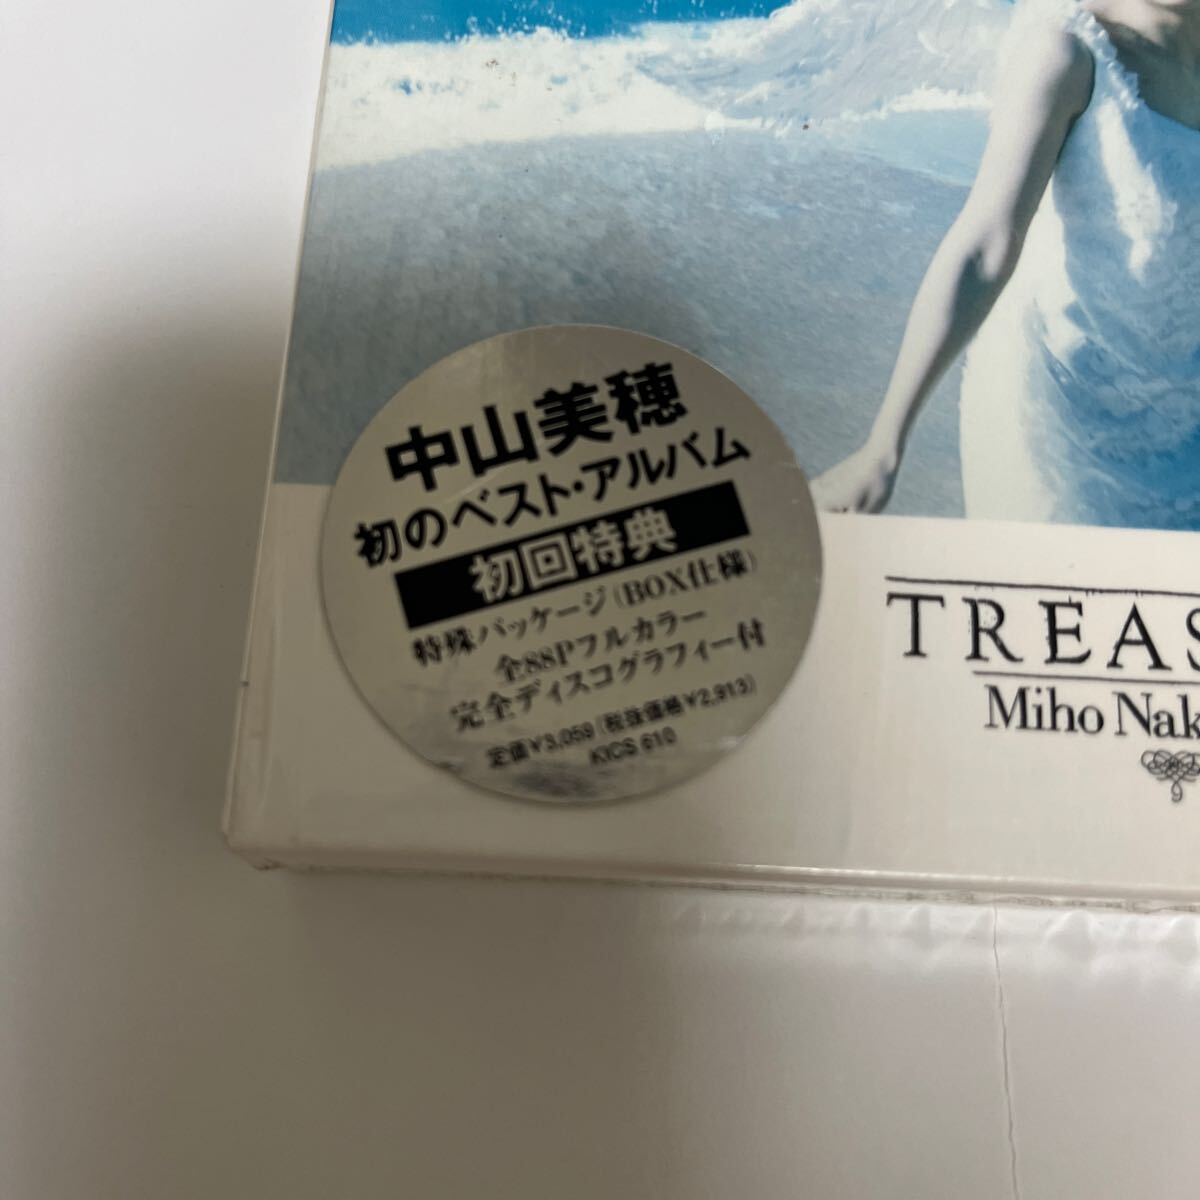 中山美穂
初のベスト・アルバム
初回特典
特殊パッケージ(BOX仕様)
全88Pフルカラー
完全ディスコグラフィー付
定価¥3,059(税抜価格¥2,913)
KICS 610
TREAS
Miho Nak